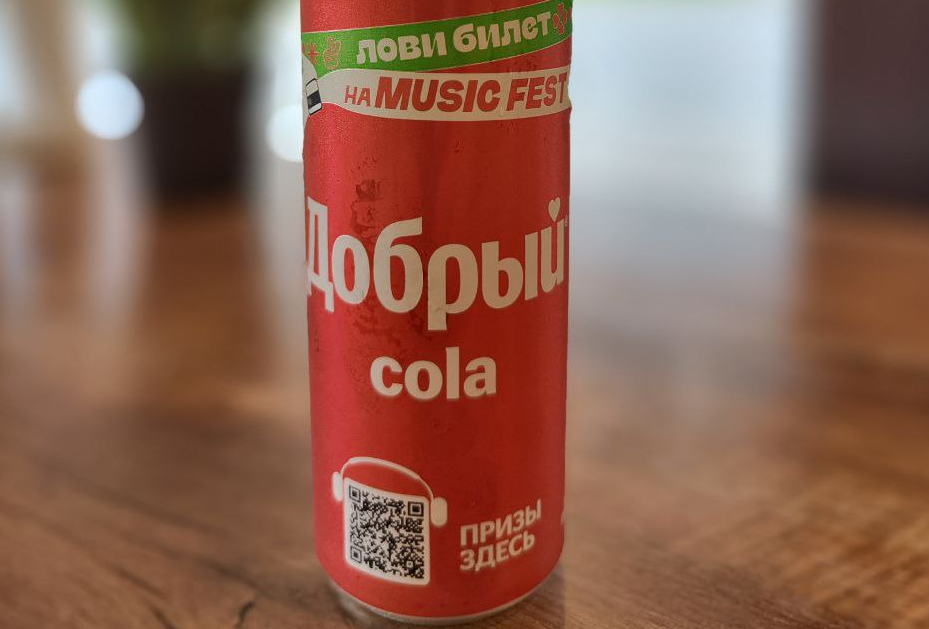 лови билет
на MUSIC FEST
Добрый
cola
ПРИЗЫ
ЗДЕСЬ